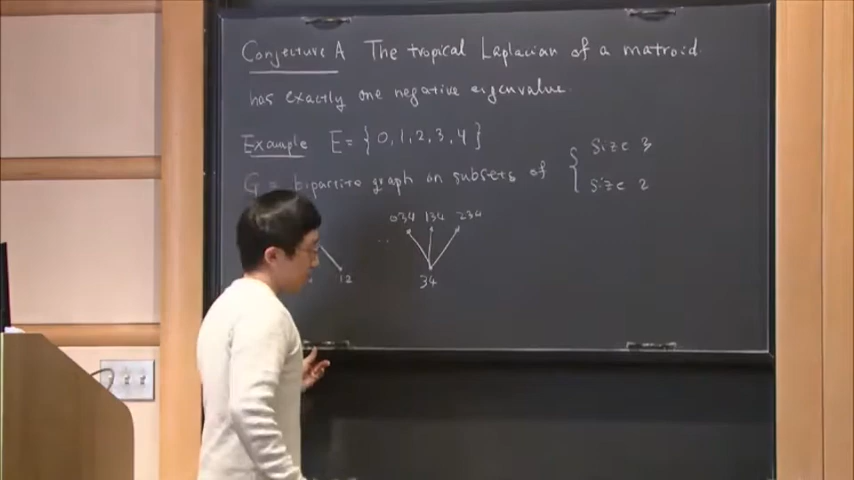 Conjecture A The tropical Laplacian of a matroid
has exactly one negative eigenvalue.
Example E = {0, 1, 2, 3, 4}
G = bipartite graph on subsets of { size 3
size 2
034 134 234
..
12 34